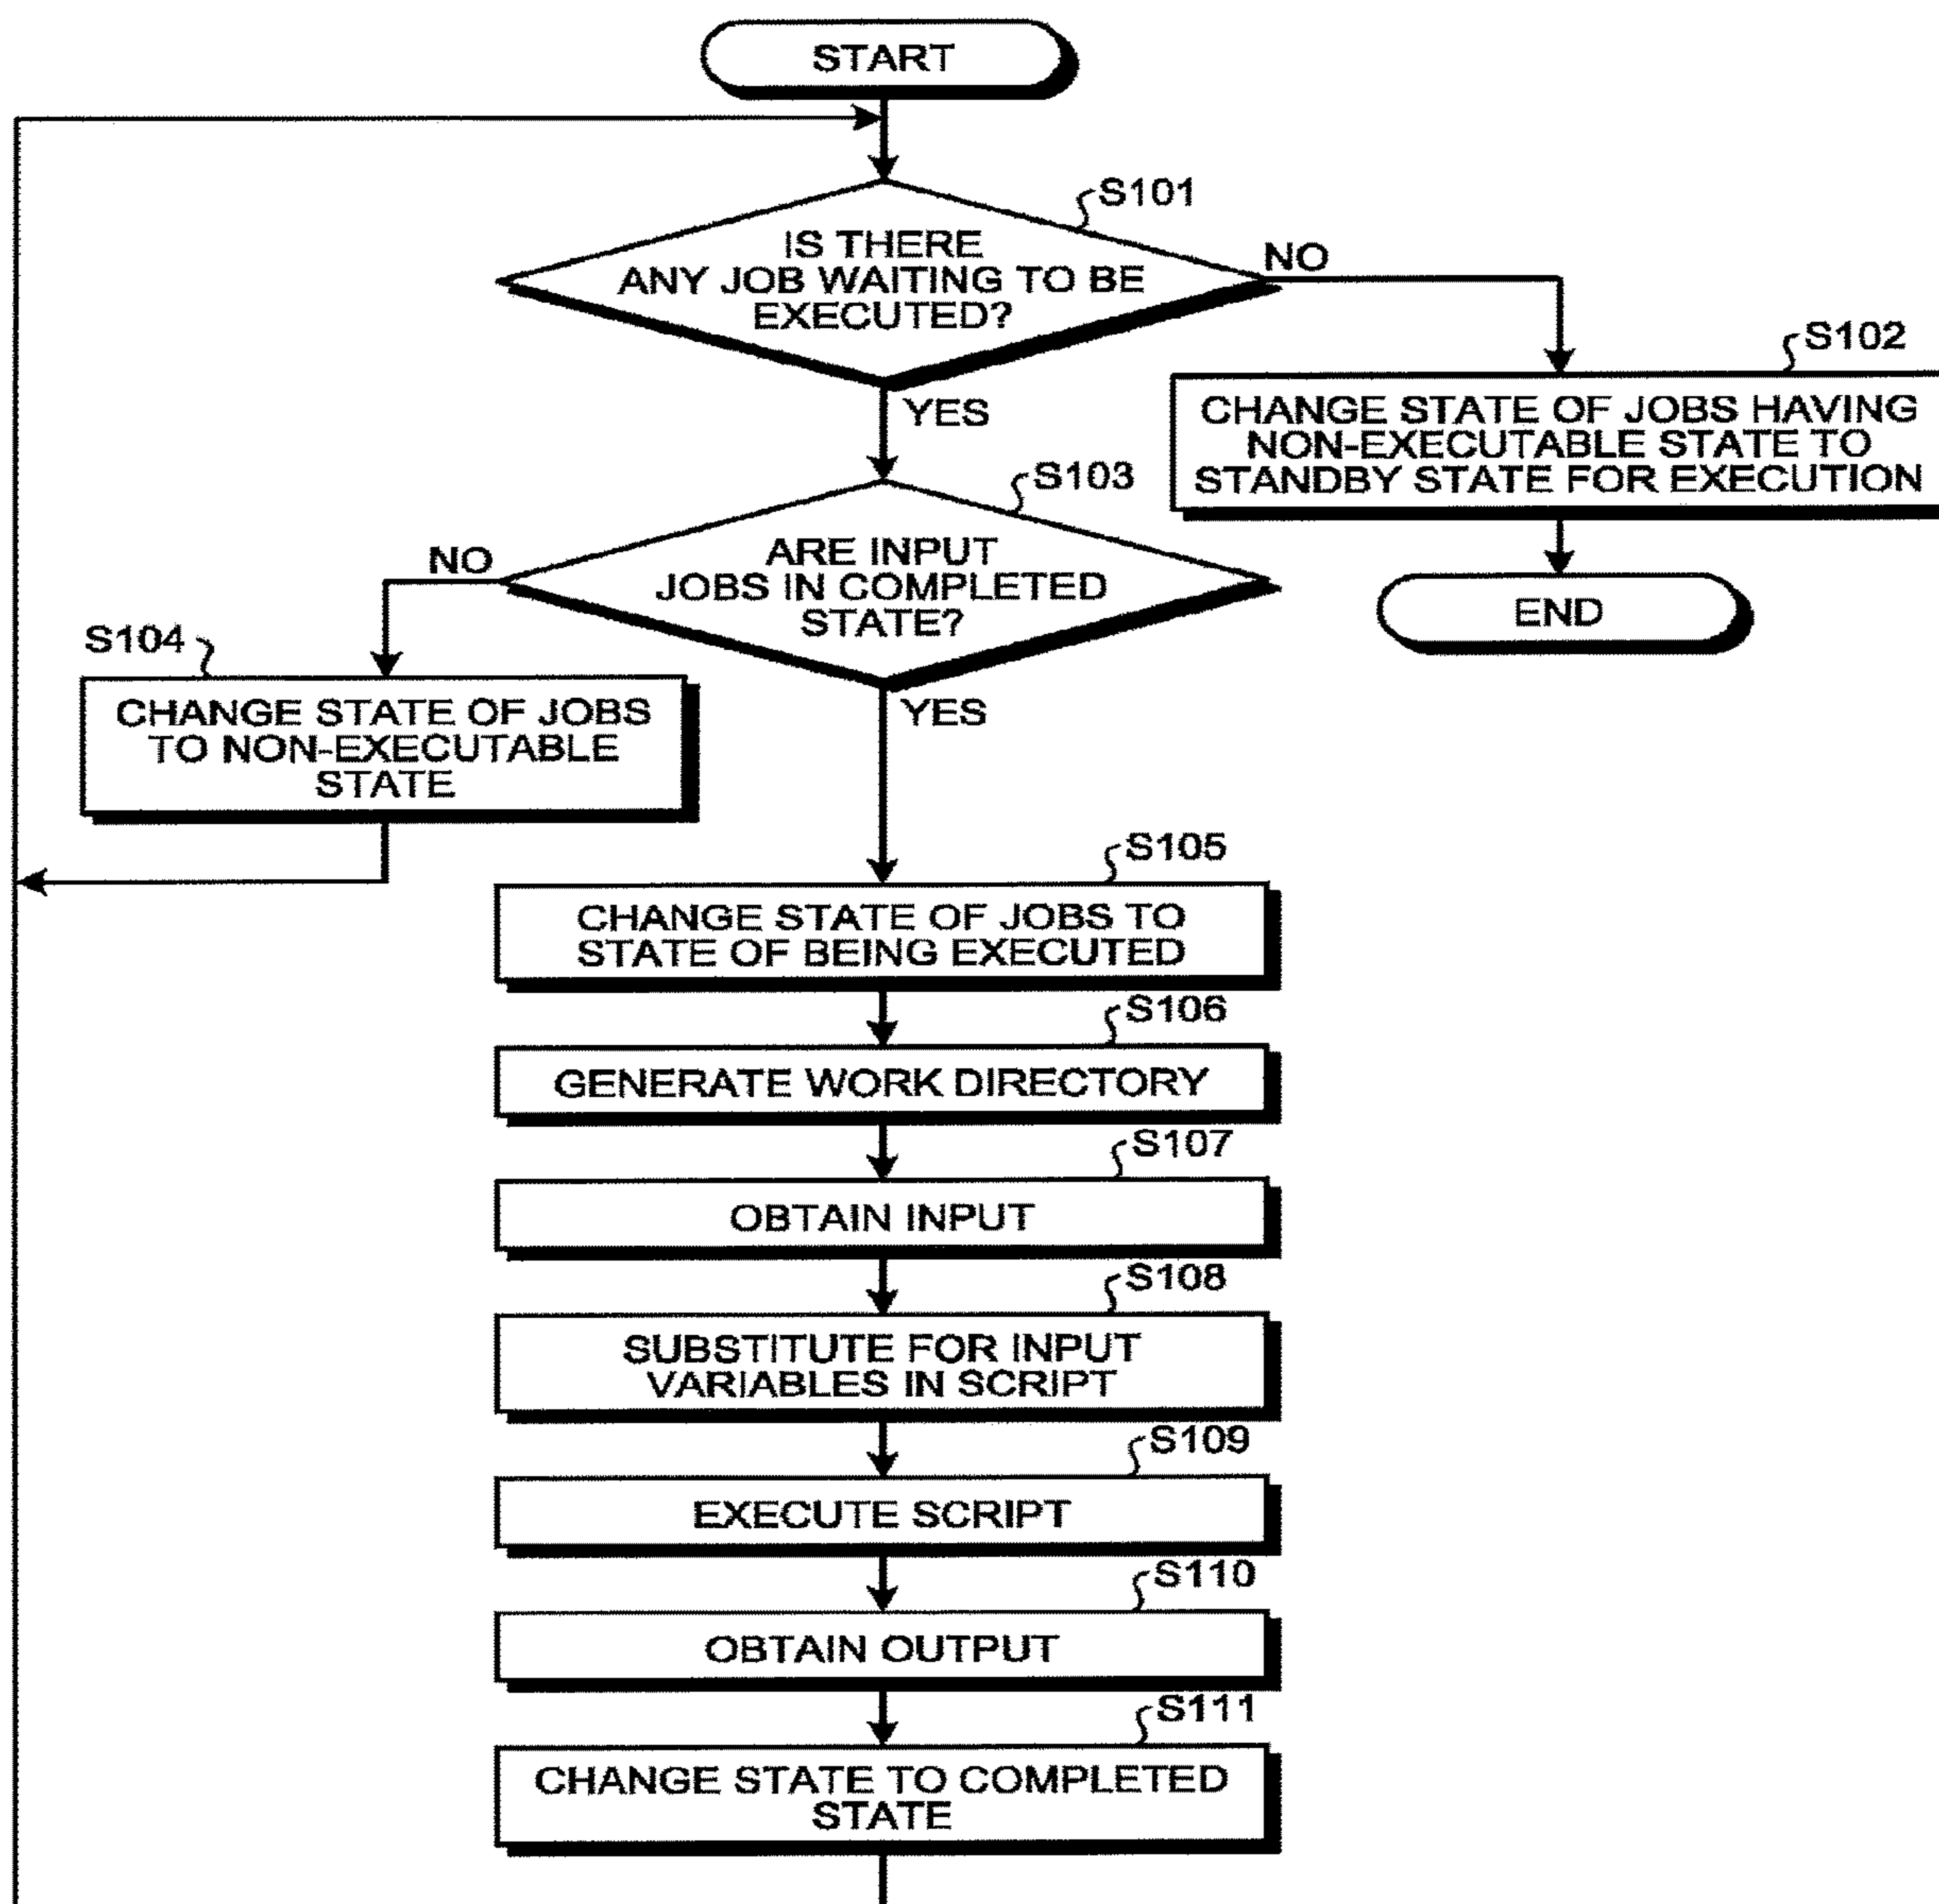 START
S101
IS THERE
ANY JOB WAITING TO BE
EXECUTED?
NO
YES
S102
CHANGE STATE OF JOBS HAVING
NON-EXECUTABLE STATE TO
STANDBY STATE FOR EXECUTION
END
S103
ARE INPUT
JOBS IN COMPLETED
STATE?
NO
YES
S104
CHANGE STATE OF JOBS
TO NON-EXECUTABLE
STATE
S105
CHANGE STATE OF JOBS TO
STATE OF BEING EXECUTED
S106
GENERATE WORK DIRECTORY
S107
OBTAIN INPUT
S108
SUBSTITUTE FOR INPUT
VARIABLES IN SCRIPT
S109
EXECUTE SCRIPT
S110
OBTAIN OUTPUT
S111
CHANGE STATE TO COMPLETED
STATE